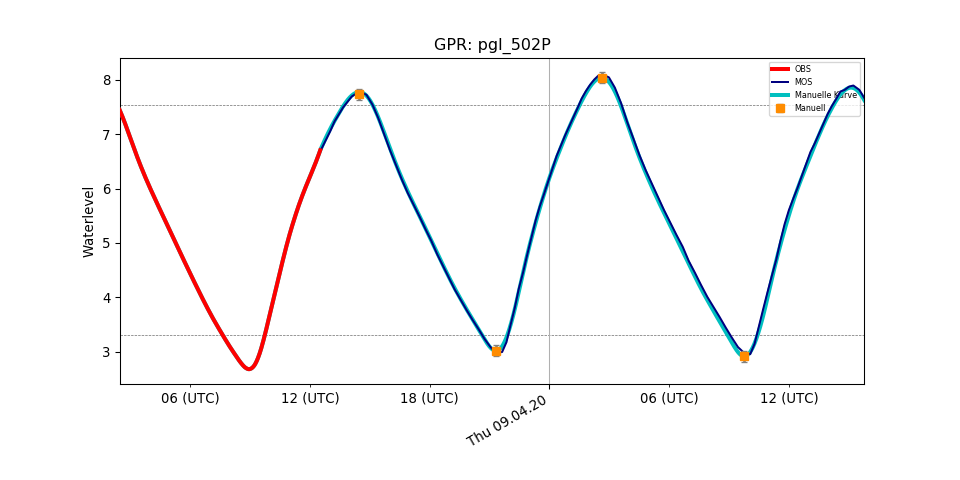 GPR: pgl_502P
OBS
MOS
Manuelle Kurve
Manuell
Waterlevel
8
7
6
5
4
3
06 (UTC)
12 (UTC)
18 (UTC)
Thu 09.04.20
06 (UTC)
12 (UTC)